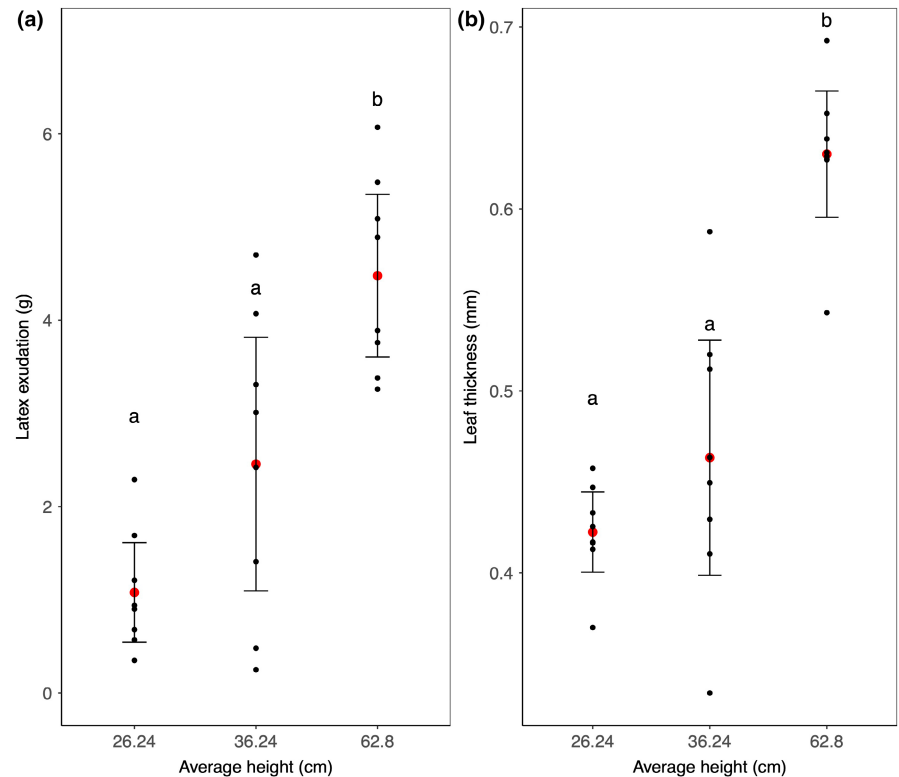 (a)
b
6
a
4
Latex exudation (g)
a
2
0
26.24 36.24 62.8
Average height (cm)
(b)
b
0.7
0.6
a
0.5
a
Leaf thickness (mm)
0.4
26.24 36.24 62.8
Average height (cm)